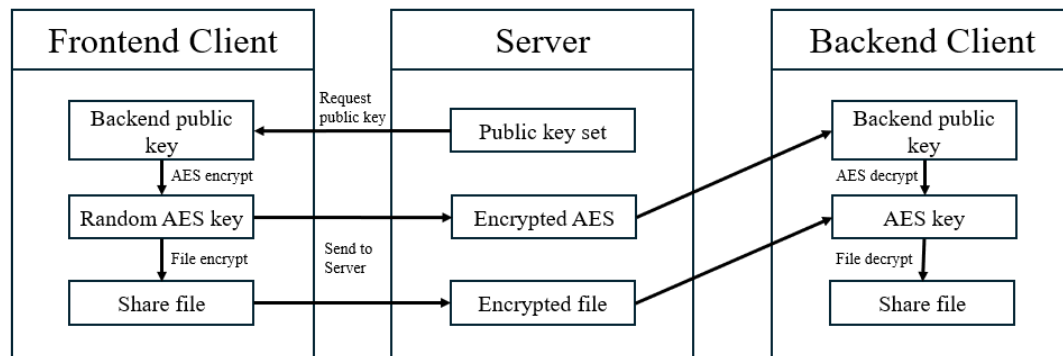 Frontend Client
Server
Backend Client
Request
public key
Backend public
key
Public key set
Backend public
key
AES encrypt
AES decrypt
Random AES key
Encrypted AES
AES key
File encrypt
Send to
Server
File decrypt
Share file
Encrypted file
Share file